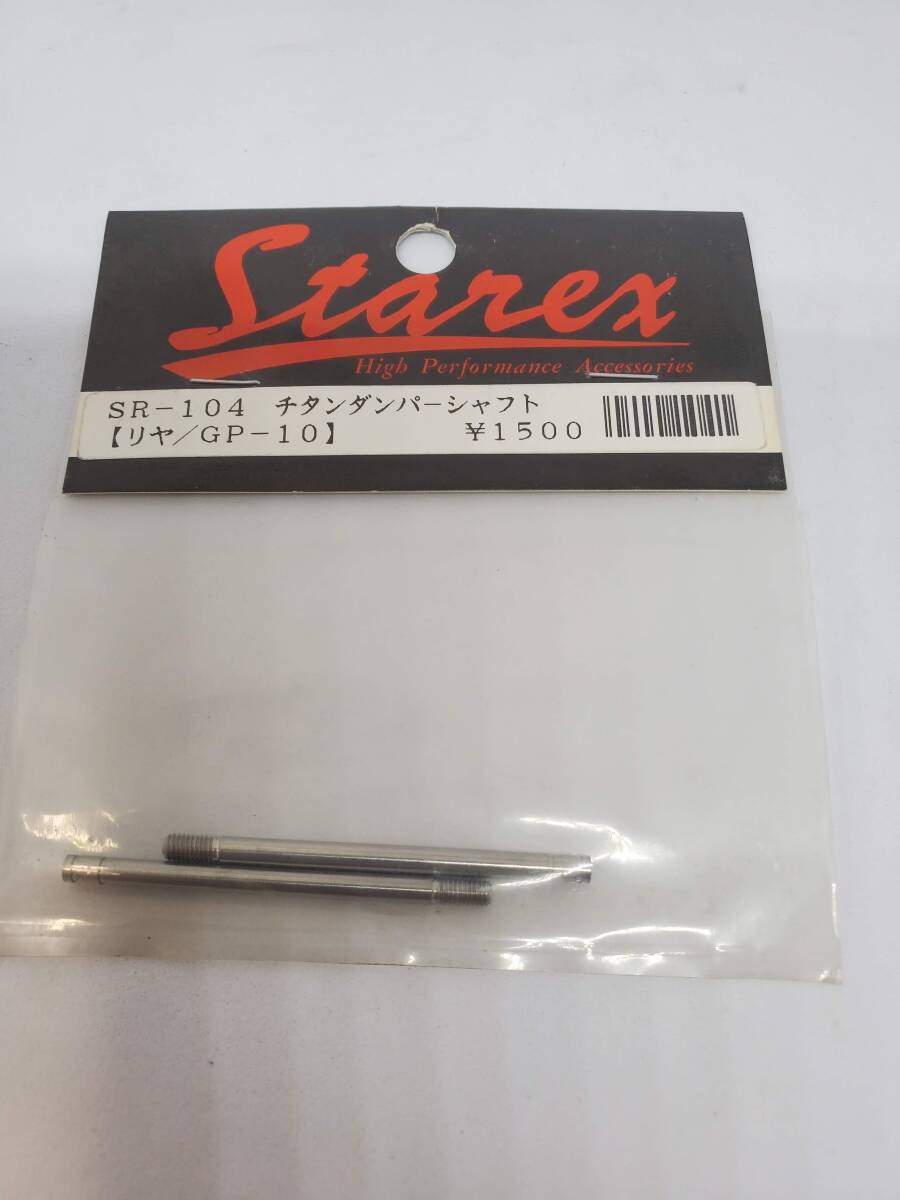 Starex
High Performance Accessories
SR-104 チタンダンパーシャフト
【リヤ/GP-10】 ¥1500